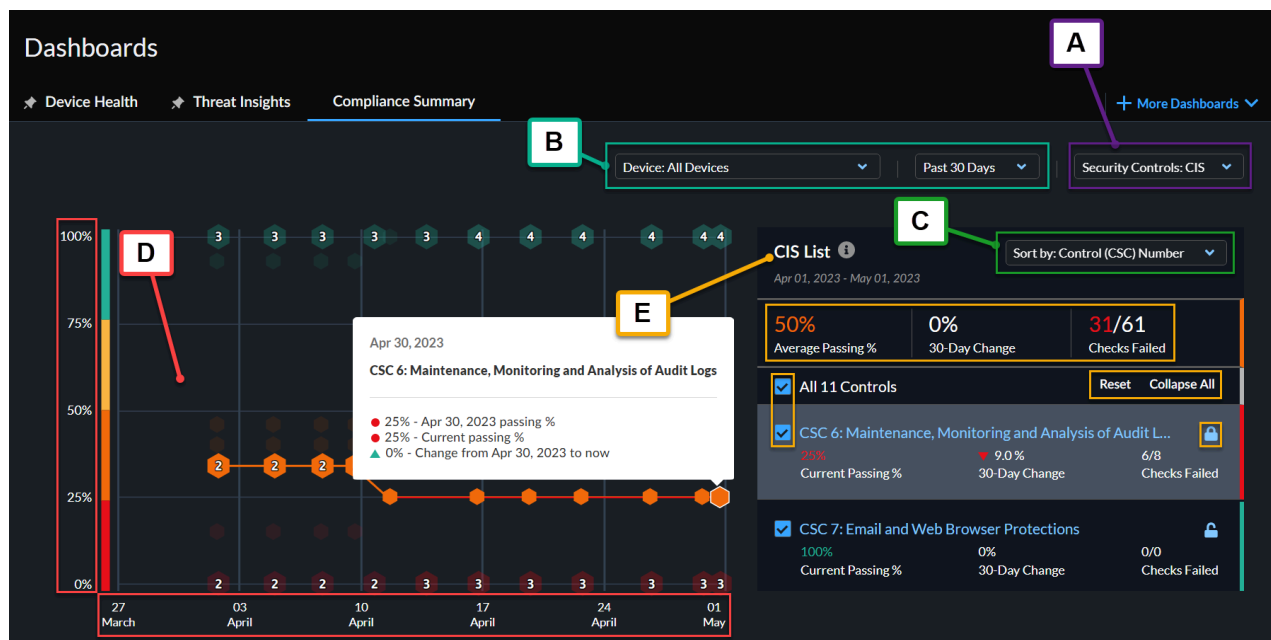 Dashboards
A
Device Health
Threat Insights
Compliance Summary
More Dashboards
B
Device: All Devices
Past 30 Days
Security Controls: CIS
C
100%
3 3 3 3 3 4 4 4 4 4 4
D
CIS List
Sort by: Control (CSC) Number
Apr 01, 2023 - May 01, 2023
E
75%
50%
0%
31/61
Average Passing %
30-Day Change
Checks Failed
Apr 30, 2023
CSC 6: Maintenance, Monitoring and Analysis of Audit Logs
All 11 Controls
Reset
Collapse All
50%
25% - Apr 30, 2023 passing %
25% - Current passing %
0% - Change from Apr 30, 2023 to now
CSC 6: Maintenance, Monitoring and Analysis of Audit L...
25%
9.0 %
6/8
Current Passing %
30-Day Change
Checks Failed
2 2 2
25%
CSC 7: Email and Web Browser Protections
100%
0%
0/0
Current Passing %
30-Day Change
Checks Failed
0%
2 2 2 2 3 3 3 3 3 3 3
27
March
03
April
10
April
17
April
24
April
01
May